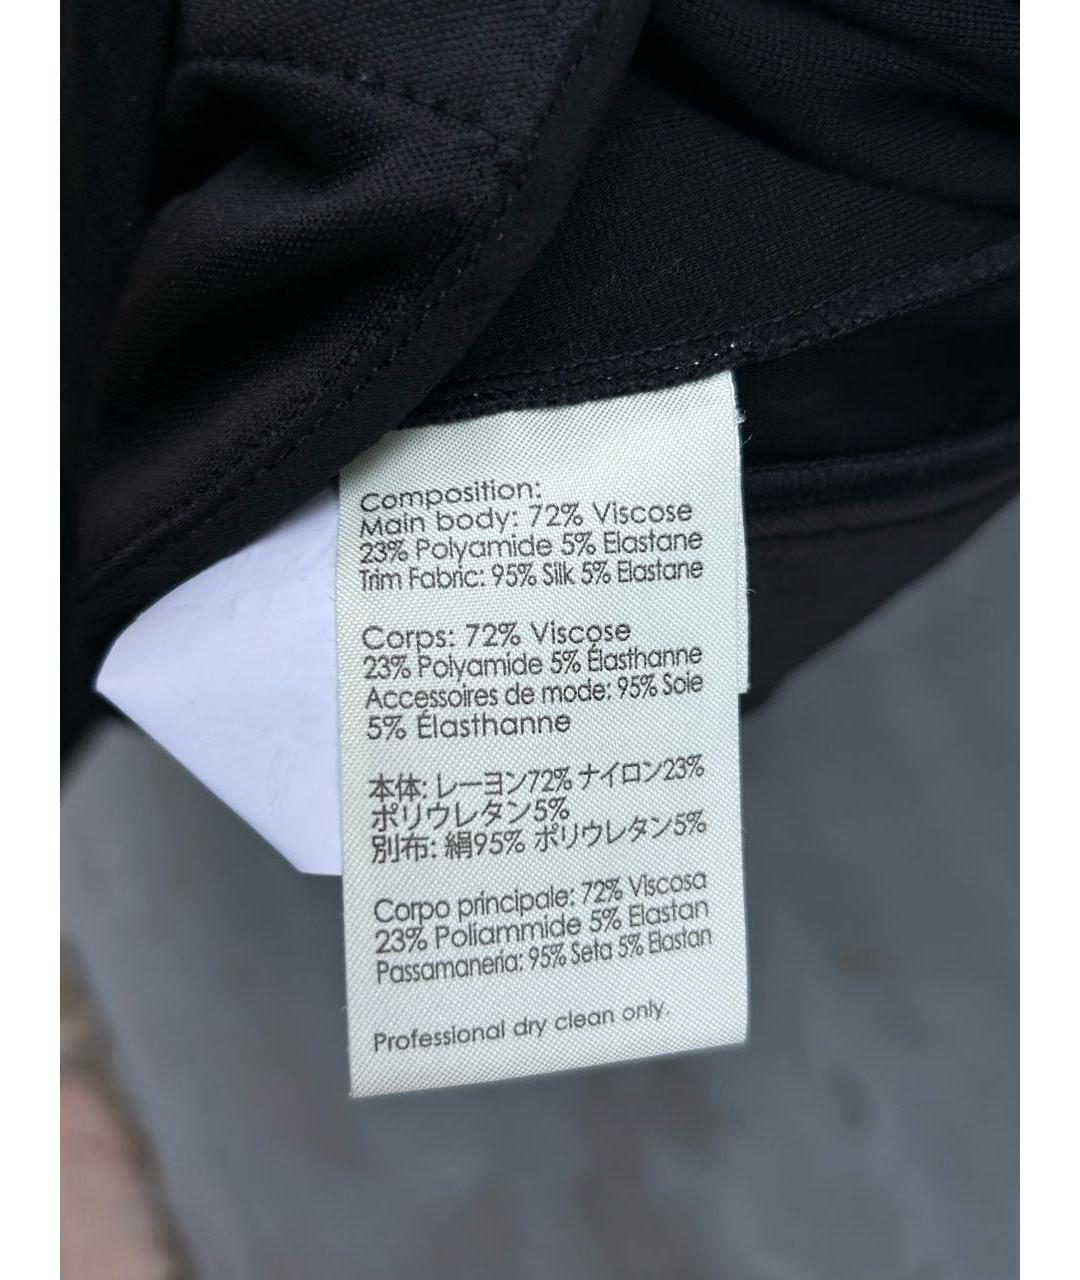 Composition:
Main body: 72% Viscose
23% Polyamide 5% Elastane
Trim Fabric: 95% Silk 5% Elastane
Corps: 72% Viscose
23% Polyamide 5% Élasthanne
Accessoires de mode: 95% Soie
5% Élasthanne
本体: レーヨン72% ナイロン23%
ポリウレタン5%
別布: 絹95% ポリウレタン5%
Corpo principale: 72% Viscosa
23% Poliammide 5% Elastan
Passamaneria: 95% Seta 5% Elastan
Professional dry clean only.